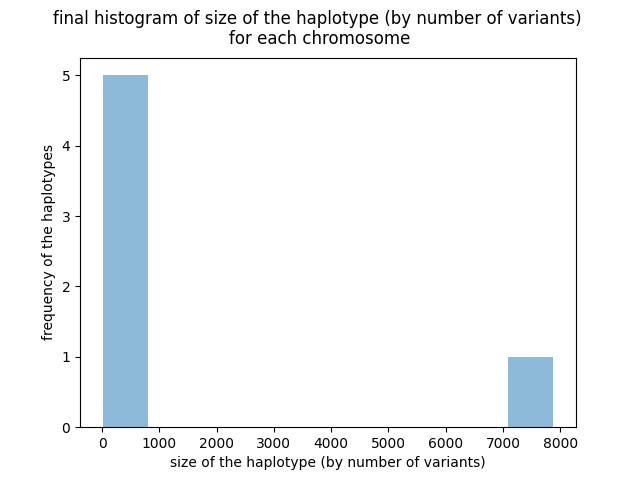 final histogram of size of the haplotype (by number of variants)
for each chromosome
5
4
3
2
1
0
frequency of the haplotypes
0 1000 2000 3000 4000 5000 6000 7000 8000
size of the haplotype (by number of variants)